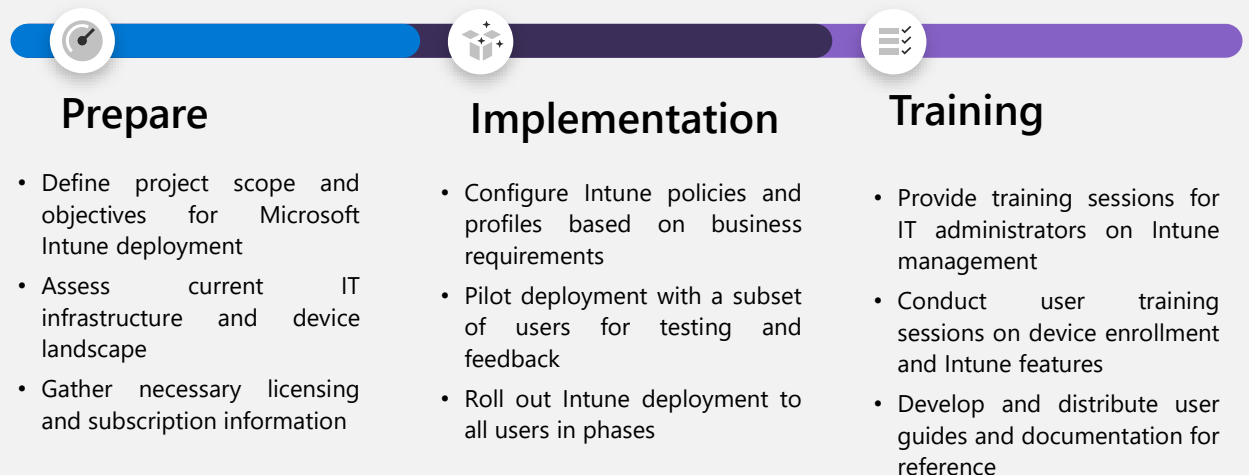 Prepare
• Define project scope and
objectives for Microsoft
Intune deployment
• Assess current IT
infrastructure and device
landscape
• Gather necessary licensing
and subscription information
Implementation
• Configure Intune policies and
profiles based on business
requirements
• Pilot deployment with a subset
of users for testing and
feedback
• Roll out Intune deployment to
all users in phases
Training
• Provide training sessions for
IT administrators on Intune
management
• Conduct user training
sessions on device enrollment
and Intune features
• Develop and distribute user
guides and documentation for
reference